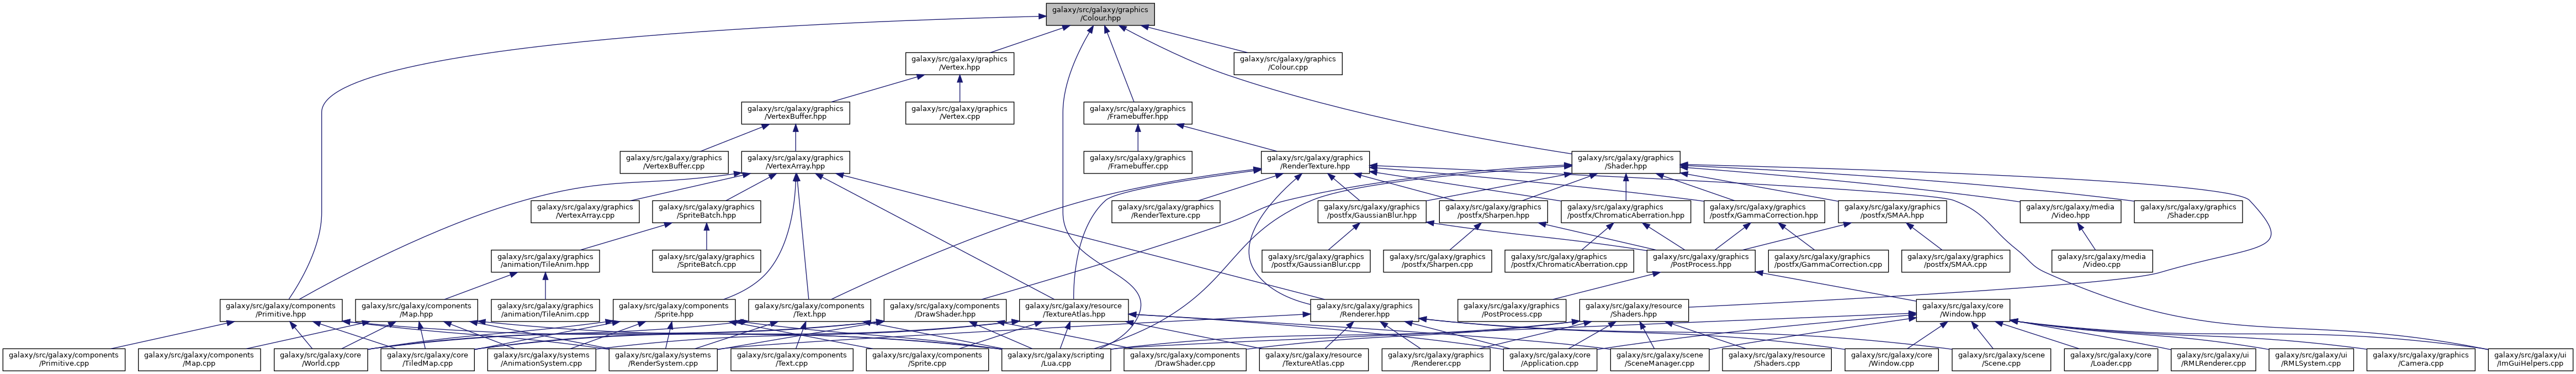 galaxy/src/galaxy/graphics
/Colour.hpp
galaxy/src/galaxy/graphics
/Vertex.hpp
galaxy/src/galaxy/graphics
/Colour.cpp
galaxy/src/galaxy/graphics
/VertexBuffer.hpp
galaxy/src/galaxy/graphics
/Vertex.cpp
galaxy/src/galaxy/graphics
/Framebuffer.hpp
galaxy/src/galaxy/graphics
/VertexBuffer.cpp
galaxy/src/galaxy/graphics
/VertexArray.hpp
galaxy/src/galaxy/graphics
/Framebuffer.cpp
galaxy/src/galaxy/graphics
/RenderTexture.hpp
galaxy/src/galaxy/graphics
/Shader.hpp
galaxy/src/galaxy/graphics
/VertexArray.cpp
galaxy/src/galaxy/graphics
/SpriteBatch.hpp
galaxy/src/galaxy/graphics
/RenderTexture.cpp
galaxy/src/galaxy/graphics
/postfx/GaussianBlur.hpp
galaxy/src/galaxy/graphics
/postfx/Sharpen.hpp
galaxy/src/galaxy/graphics
/postfx/ChromaticAberration.hpp
galaxy/src/galaxy/graphics
/postfx/GammaCorrection.hpp
galaxy/src/galaxy/graphics
/postfx/SMAA.hpp
galaxy/src/galaxy/media
/Video.hpp
galaxy/src/galaxy/graphics
/Shader.cpp
galaxy/src/galaxy/graphics
/animation/TileAnim.hpp
galaxy/src/galaxy/graphics
/SpriteBatch.cpp
galaxy/src/galaxy/graphics
/postfx/GaussianBlur.cpp
galaxy/src/galaxy/graphics
/postfx/Sharpen.cpp
galaxy/src/galaxy/graphics
/postfx/ChromaticAberration.cpp
galaxy/src/galaxy/graphics
/PostProcess.hpp
galaxy/src/galaxy/graphics
/postfx/GammaCorrection.cpp
galaxy/src/galaxy/graphics
/postfx/SMAA.cpp
galaxy/src/galaxy/media
/Video.cpp
galaxy/src/galaxy/components
/Primitive.hpp
galaxy/src/galaxy/components
/Map.hpp
galaxy/src/galaxy/graphics
/animation/TileAnim.cpp
galaxy/src/galaxy/components
/Sprite.hpp
galaxy/src/galaxy/components
/Text.hpp
galaxy/src/galaxy/components
/DrawShader.hpp
galaxy/src/galaxy/resource
/TextureAtlas.hpp
galaxy/src/galaxy/graphics
/Renderer.hpp
galaxy/src/galaxy/graphics
/PostProcess.cpp
galaxy/src/galaxy/resource
/Shaders.hpp
galaxy/src/galaxy/core
/Window.hpp
galaxy/src/galaxy/components
/Primitive.cpp
galaxy/src/galaxy/components
/Map.cpp
galaxy/src/galaxy/core
/World.cpp
galaxy/src/galaxy/core
/TiledMap.cpp
galaxy/src/galaxy/systems
/AnimationSystem.cpp
galaxy/src/galaxy/systems
/RenderSystem.cpp
galaxy/src/galaxy/components
/Text.cpp
galaxy/src/galaxy/components
/Sprite.cpp
galaxy/src/galaxy/scripting
/Lua.cpp
galaxy/src/galaxy/components
/DrawShader.cpp
galaxy/src/galaxy/resource
/TextureAtlas.cpp
galaxy/src/galaxy/graphics
/Renderer.cpp
galaxy/src/galaxy/core
/Application.cpp
galaxy/src/galaxy/scene
/SceneManager.cpp
galaxy/src/galaxy/resource
/Shaders.cpp
galaxy/src/galaxy/core
/Window.cpp
galaxy/src/galaxy/scene
/Scene.cpp
galaxy/src/galaxy/core
/Loader.cpp
galaxy/src/galaxy/ui
/RMLRenderer.cpp
galaxy/src/galaxy/ui
/RMLSystem.cpp
galaxy/src/galaxy/graphics
/Camera.cpp
galaxy/src/galaxy/ui
/ImGuiHelpers.cpp